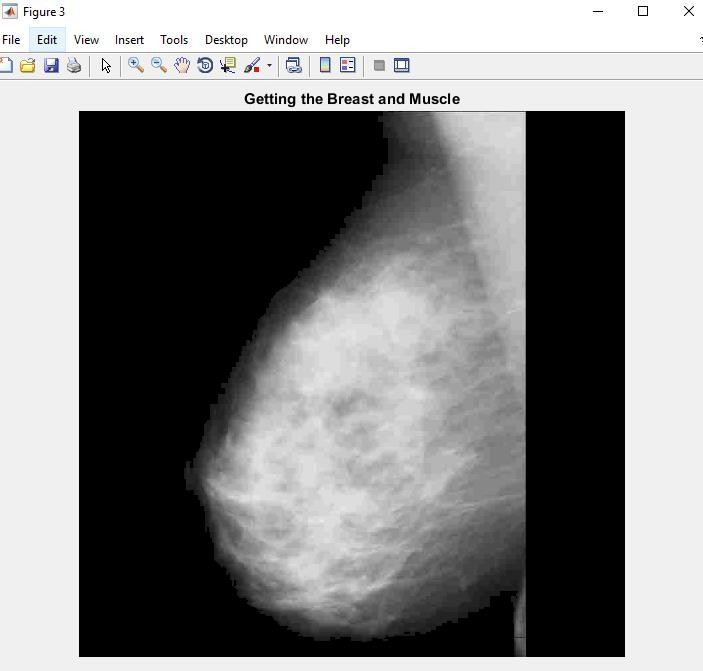 Figure 3
File Edit View Insert Tools Desktop Window Help
Getting the Breast and Muscle